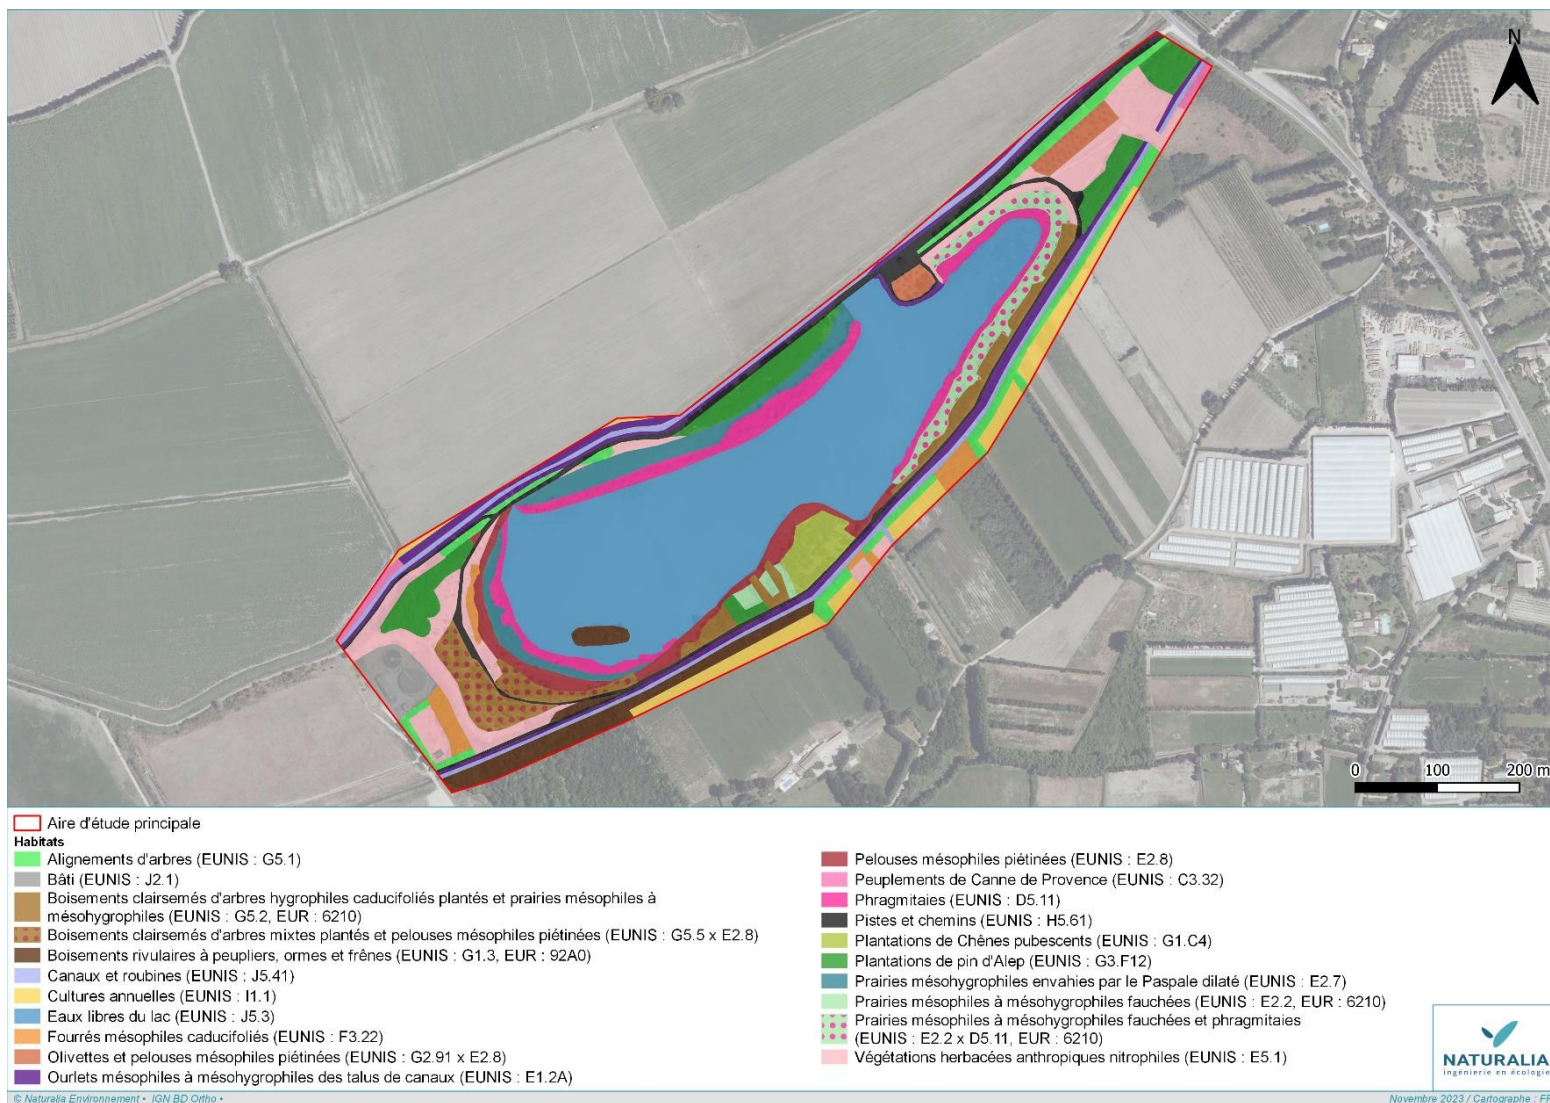 N
0 100 200 m
Aire d'étude principale
Habitats
Alignements d'arbres (EUNIS : G5.1)
Bâti (EUNIS : J2.1)
Boisements clairsemés d'arbres hygrophiles caducifoliés plantés et prairies mésophiles à
mésohygrophiles (EUNIS : G5.2, EUR : 6210)
Boisements clairsemés d'arbres mixtes plantés et pelouses mésophiles piétinées (EUNIS : G5.5 x E2.8)
Boisements rivulaires à peupliers, ormes et frênes (EUNIS : G1.3, EUR : 92A0)
Canaux et roubines (EUNIS : J5.41)
Cultures annuelles (EUNIS : I1.1)
Eaux libres du lac (EUNIS : J5.3)
Fourrés mésophiles caducifoliés (EUNIS : F3.22)
Olivettes et pelouses mésophiles piétinées (EUNIS : G2.91 x E2.8)
Ourlets mésophiles à mésohygrophiles des talus de canaux (EUNIS : E1.2A)
Pelouses mésophiles piétinées (EUNIS : E2.8)
Peuplements de Canne de Provence (EUNIS : C3.32)
Phragmitaies (EUNIS : D5.11)
Pistes et chemins (EUNIS : H5.61)
Plantations de Chênes pubescents (EUNIS : G1.C4)
Plantations de pin d'Alep (EUNIS : G3.F12)
Prairies mésohygrophiles envahies par le Paspale dilaté (EUNIS : E2.7)
Prairies mésophiles à mésohygrophiles fauchées (EUNIS : E2.2, EUR : 6210)
Prairies mésophiles à mésohygrophiles fauchées et phragmitaies
(EUNIS : E2.2 x D5.11, EUR : 6210)
Végétations herbacées anthropiques nitrophiles (EUNIS : E5.1)
NATURALIA
ingénierie en écologie
© Naturalia Environnement • IGN BD Ortho •
Novembre 2023 / Cartographe : FP